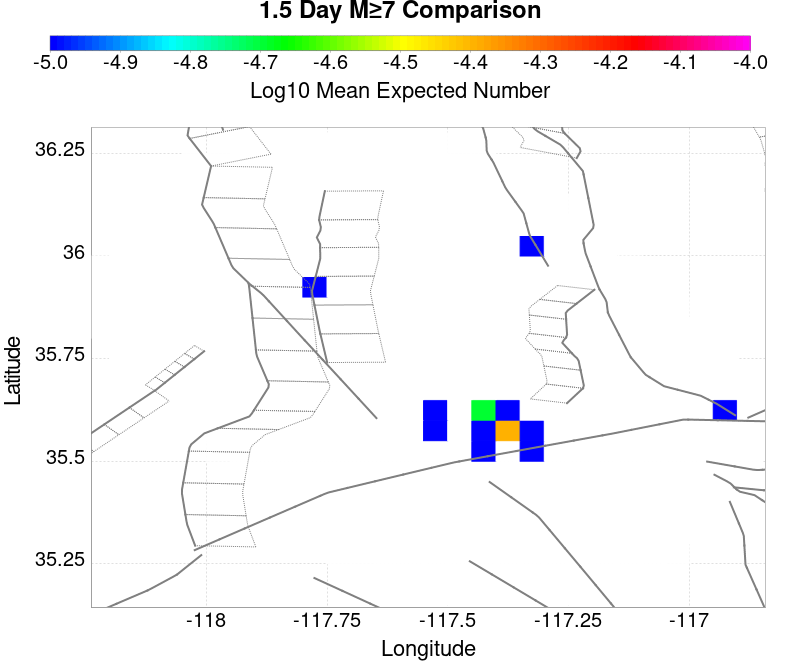 1.5 Day M≥7 Comparison
-5.0 -4.9 -4.8 -4.7 -4.6 -4.5 -4.4 -4.3 -4.2 -4.1 -4.0
Log10 Mean Expected Number
36.25
36
35.75
35.5
35.25
Latitude
-118 -117.75 -117.5 -117.25 -117
Longitude